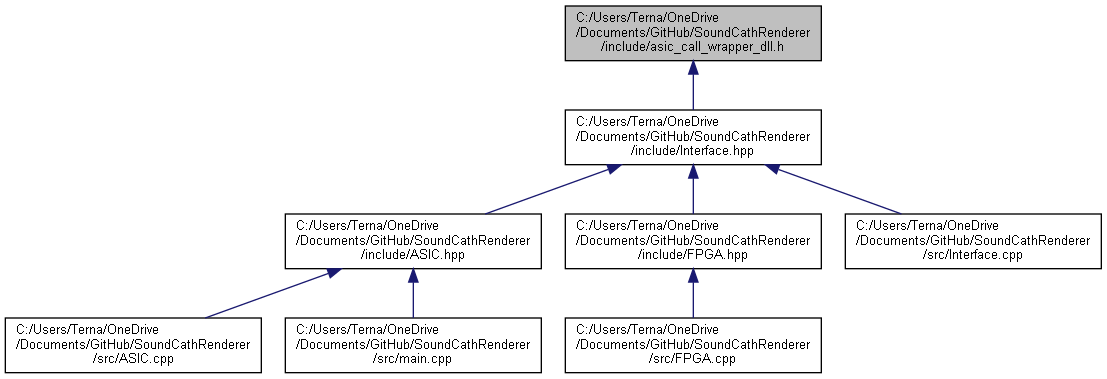 C:/Users/Terna/OneDrive
/Documents/GitHub/SoundCathRenderer
/include/asic_call_wrapper_dll.h
C:/Users/Terna/OneDrive
/Documents/GitHub/SoundCathRenderer
/include/Interface.hpp
C:/Users/Terna/OneDrive
/Documents/GitHub/SoundCathRenderer
/include/ASIC.hpp
C:/Users/Terna/OneDrive
/Documents/GitHub/SoundCathRenderer
/include/FPGA.hpp
C:/Users/Terna/OneDrive
/Documents/GitHub/SoundCathRenderer
/src/Interface.cpp
C:/Users/Terna/OneDrive
/Documents/GitHub/SoundCathRenderer
/src/ASIC.cpp
C:/Users/Terna/OneDrive
/Documents/GitHub/SoundCathRenderer
/src/main.cpp
C:/Users/Terna/OneDrive
/Documents/GitHub/SoundCathRenderer
/src/FPGA.cpp